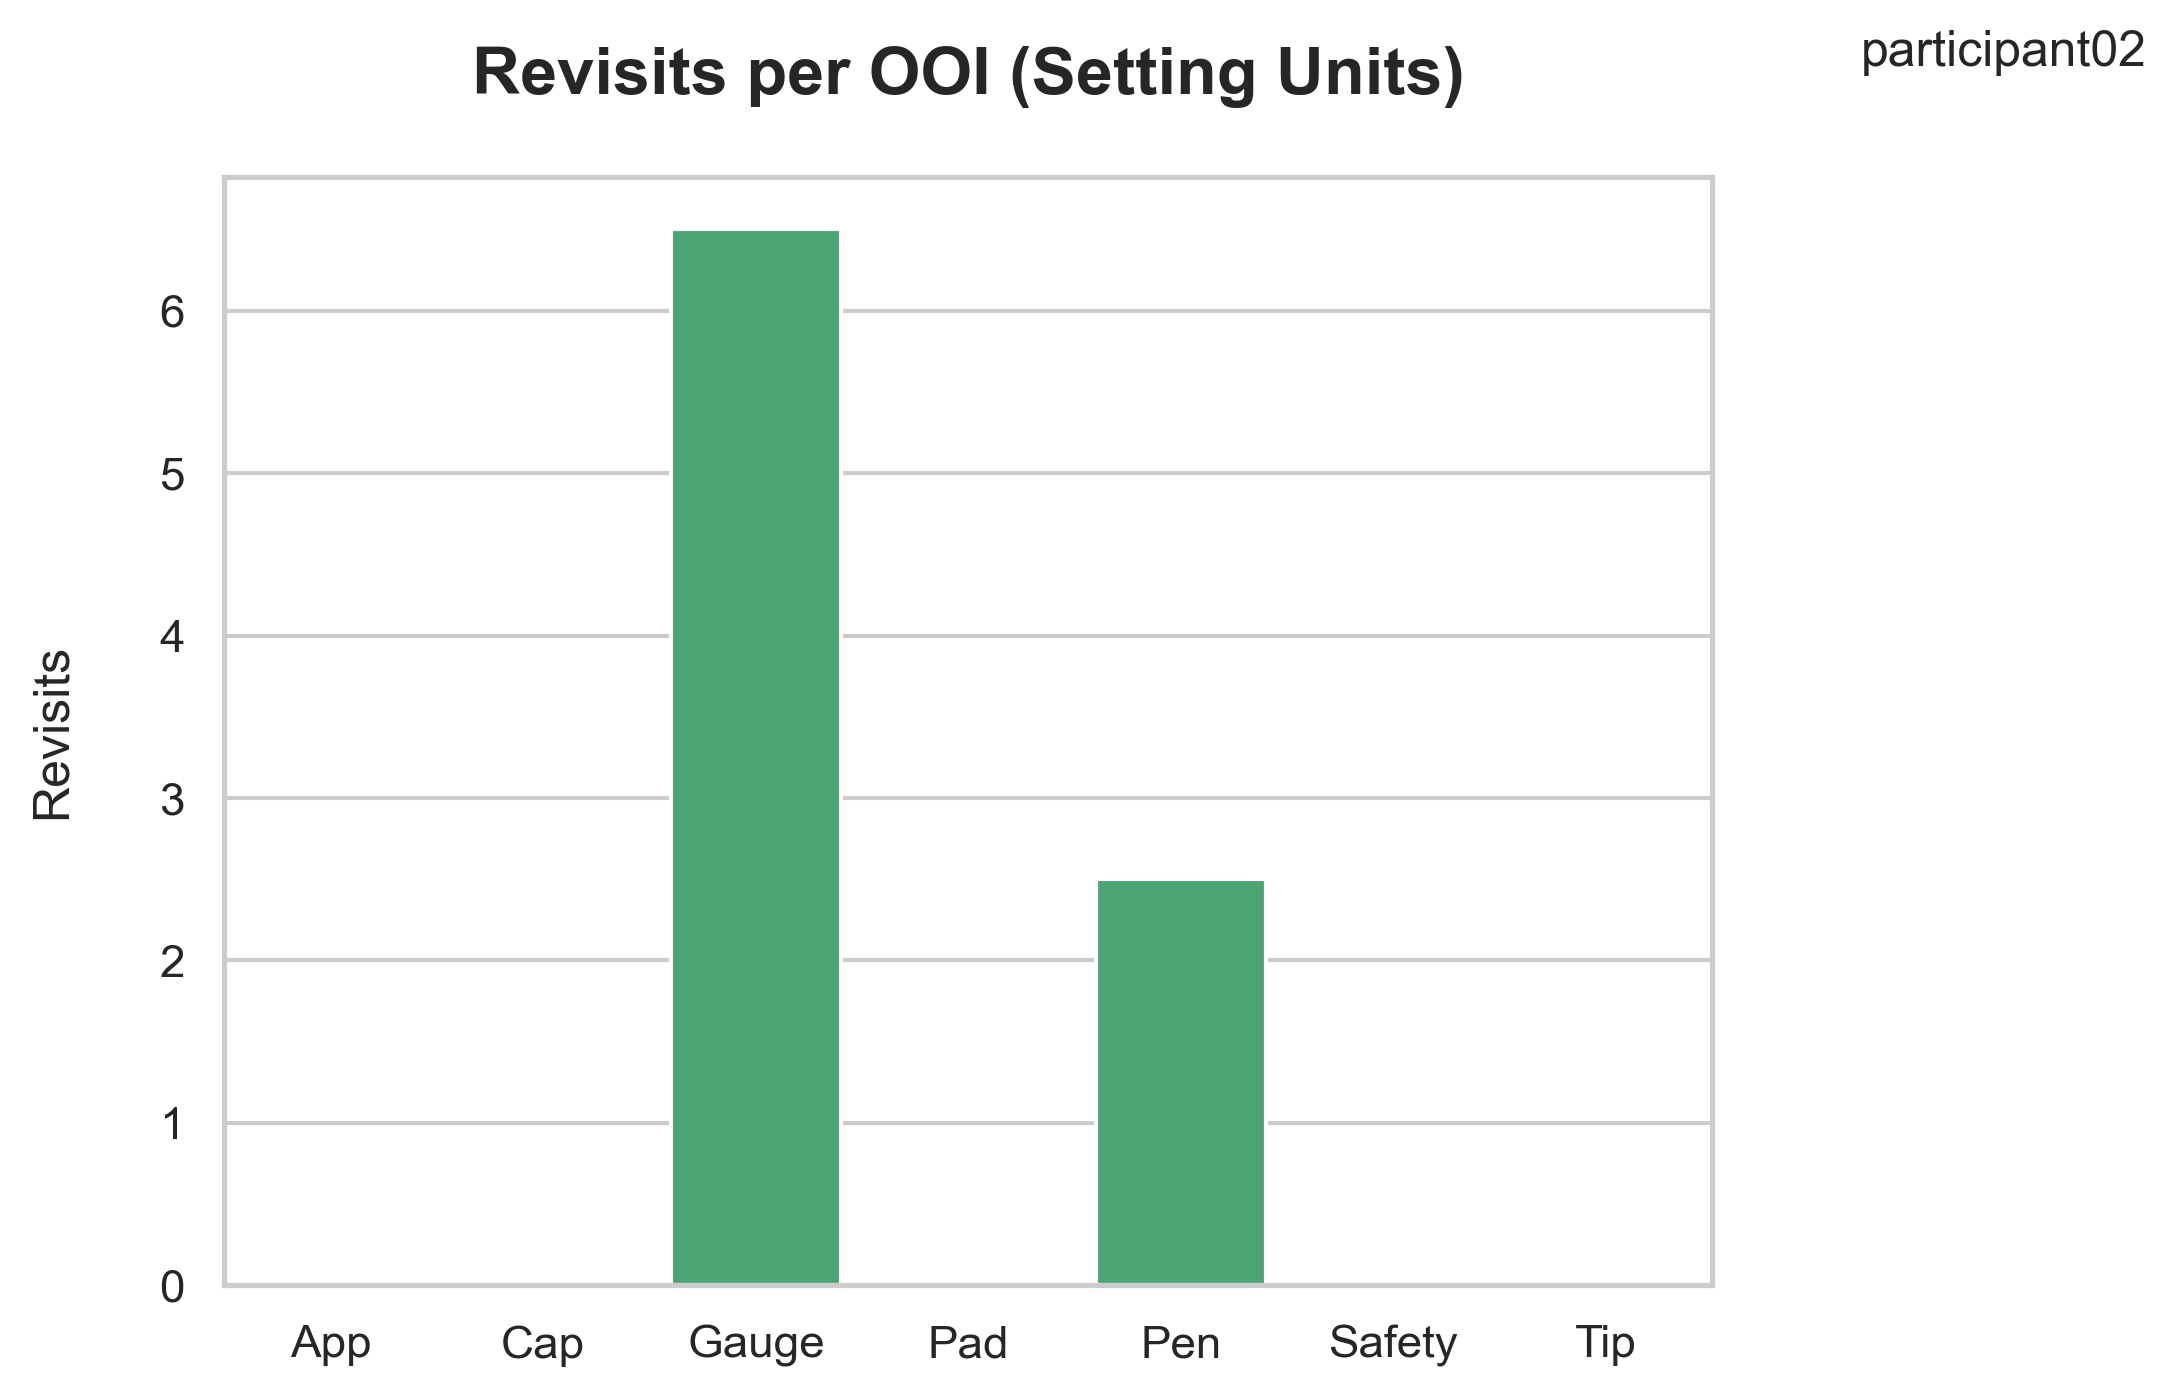 participant02
Revisits per OOI (Setting Units)
Revisits
6
5
4
3
2
1
0
App Cap Gauge Pad Pen Safety Tip